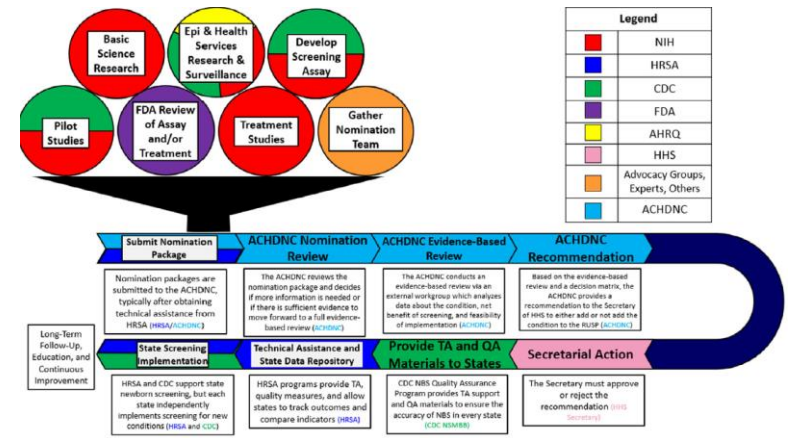 Basic
Science
Research
Epi & Health
Services
Research &
Surveillance
Develop
Screening
Assay
Pilot
Studies
FDA Review
of Assay
and/or
Treatment
Treatment
Studies
Gather
Nomination
Team
Legend
NIH
HRSA
CDC
FDA
AHRQ
HHS
Advocacy Groups,
Experts, Others
ACHDNC
Submit Nomination
Package
ACHDNC Nomination
Review
ACHDNC Evidence-Based
Review
ACHDNC
Recommendation
Nomination packages are
submitted to the ACHDNC,
typically after obtaining
technical assistance from
HRSA (HRSA/ACHDNC)
The ACHDNC reviews the
nomination package and decides
if more information is needed or if
there is sufficient evidence to
move forward to a full evidence-
based review (ACHDNC)
The ACHDNC conducts an
evidence-based review via an
external workgroup which analyzes
data about the condition, net
benefit of screening, and feasibility
of implementation (ACHDNC)
Based on the evidence-based
review and a decision matrix, the
ACHDNC provides a
recommendation to the Secretary
of HHS to either add or not add the
condition to the RUSP (ACHDNC)
Long-Term
Follow-Up,
Education, and
Continuous
Improvement
State Screening
Implementation
Technical Assistance and
State Data Repository
Provide TA and QA
Materials to States
Secretarial Action
HRSA and CDC support state
newborn screening, but each
state independently
implements screening for new
conditions (HRSA and CDC)
HRSA programs provide TA,
quality measures, and allow
states to track outcomes and
compare indicators (HRSA)
CDC NBS Quality Assurance
Program provides TA support
and QA materials to ensure the
accuracy of NBS in every state
(CDC NSMBB)
The Secretary must approve
or reject the
recommendation (HHS
Secretary)